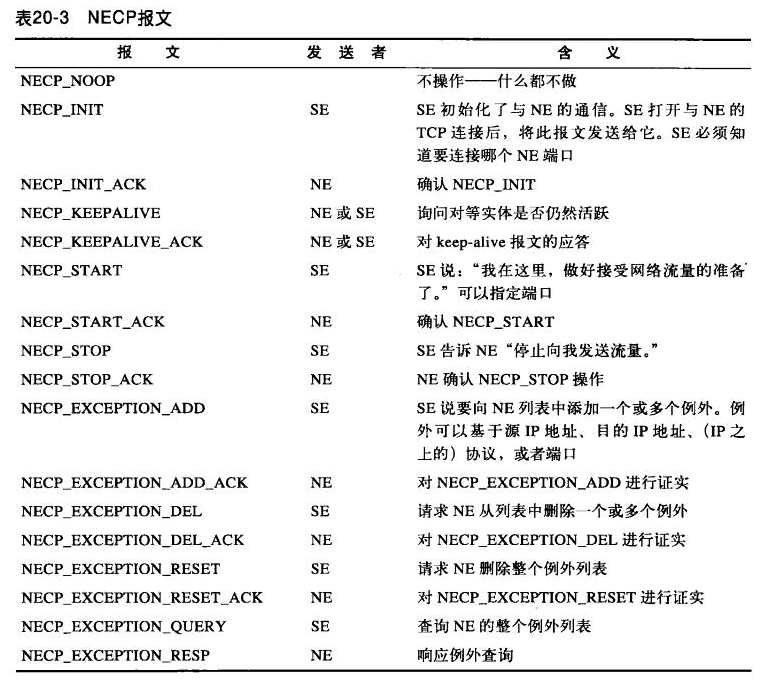 表20-3 NECP报文
报 文 发 送 者 含 义
NECP_NOOP 不操作——什么都不做
NECP_INIT SE SE 初始化了与 NE 的通信。SE 打开与 NE 的
TCP 连接后，将此报文发送给它。SE 必须知
道要连接哪个 NE 端口
NECP_INIT_ACK NE 确认 NECP_INIT
NECP_KEEPALIVE NE 或 SE 询问对等实体是否仍然活跃
NECP_KEEPALIVE_ACK NE 或 SE 对 keep-alive 报文的应答
NECP_START SE SE 说：“我在这里，做好接受网络流量的准备
了。”可以指定端口
NECP_START_ACK NE 确认 NECP_START
NECP_STOP SE SE 告诉 NE“停止向我发送流量。”
NECP_STOP_ACK NE NE 确认 NECP_STOP 操作
NECP_EXCEPTION_ADD SE SE 说要向 NE 列表中添加一个或多个例外。例
外可以基于源 IP 地址、目的 IP 地址、（IP 之
上的）协议，或者端口
NECP_EXCEPTION_ADD_ACK NE 对 NECP_EXCEPTION_ADD 进行证实
NECP_EXCEPTION_DEL SE 请求 NE 从列表中删除一个或多个例外
NECP_EXCEPTION_DEL_ACK NE 对 NECP_EXCEPTION_DEL 进行证实
NECP_EXCEPTION_RESET SE 请求 NE 删除整个例外列表
NECP_EXCEPTION_RESET_ACK NE 对 NECP_EXCEPTION_RESET 进行证实
NECP_EXCEPTION_QUERY SE 查询 NE 的整个例外列表
NECP_EXCEPTION_RESP NE 响应例外查询